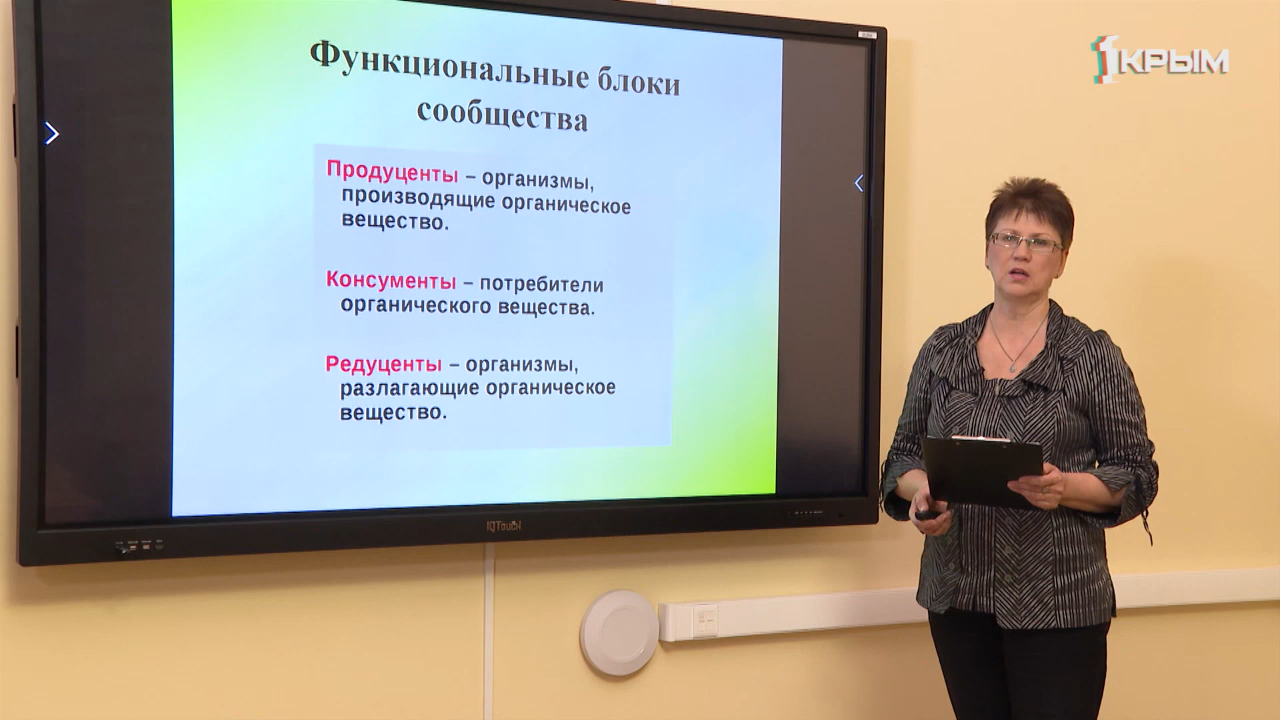 1КРЫМ
Функциональные блоки
сообщества
Продуценты – организмы,
производящие органическое
вещество.
Консументы – потребители
органического вещества.
Редуценты – организмы,
разлагающие органическое
вещество.
IQTouch